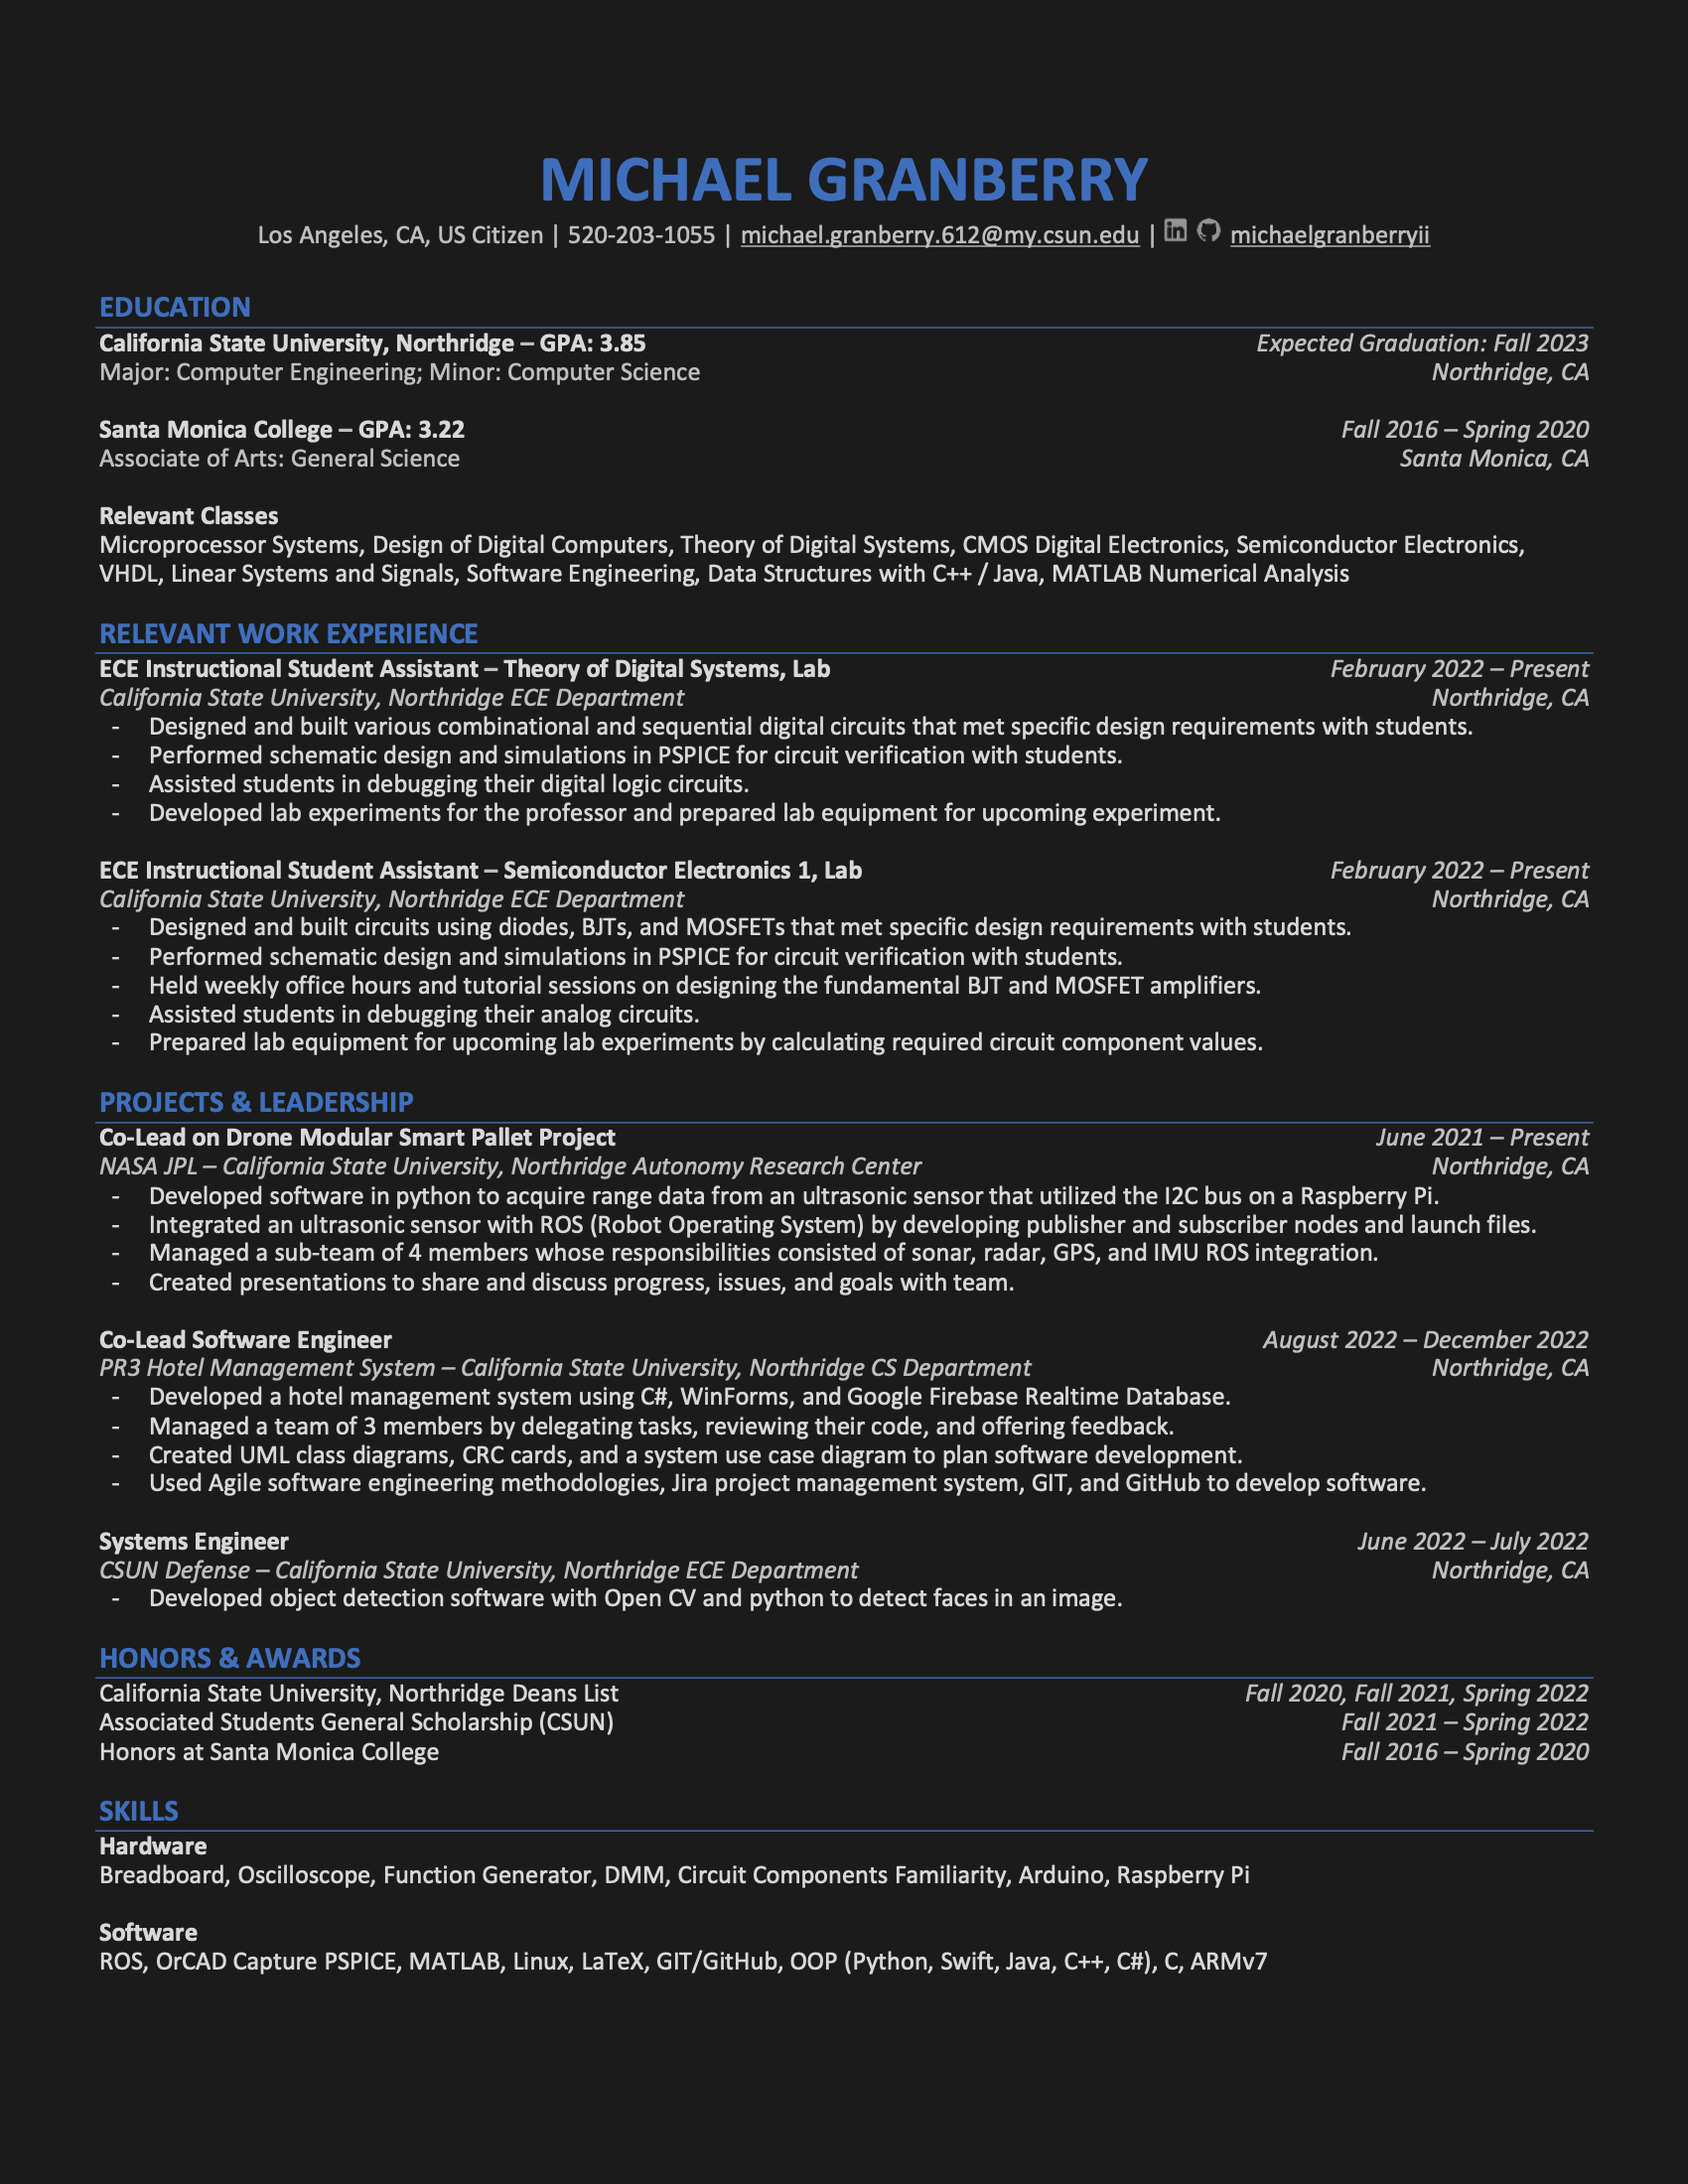 MICHAEL GRANBERRY
Los Angeles, CA, US Citizen | 520-203-1055 | michael.granberry.612@my.csun.edu | in michaelgranberryii
EDUCATION
California State University, Northridge – GPA: 3.85 Expected Graduation: Fall 2023
Major: Computer Engineering; Minor: Computer Science Northridge, CA
Santa Monica College – GPA: 3.22 Fall 2016 – Spring 2020
Associate of Arts: General Science Santa Monica, CA
Relevant Classes
Microprocessor Systems, Design of Digital Computers, Theory of Digital Systems, CMOS Digital Electronics, Semiconductor Electronics,
VHDL, Linear Systems and Signals, Software Engineering, Data Structures with C++ / Java, MATLAB Numerical Analysis
RELEVANT WORK EXPERIENCE
ECE Instructional Student Assistant – Theory of Digital Systems, Lab February 2022 – Present
California State University, Northridge ECE Department Northridge, CA
- Designed and built various combinational and sequential digital circuits that met specific design requirements with students.
- Performed schematic design and simulations in PSPICE for circuit verification with students.
- Assisted students in debugging their digital logic circuits.
- Developed lab experiments for the professor and prepared lab equipment for upcoming experiment.
ECE Instructional Student Assistant – Semiconductor Electronics 1, Lab February 2022 – Present
California State University, Northridge ECE Department Northridge, CA
- Designed and built circuits using diodes, BJTs, and MOSFETs that met specific design requirements with students.
- Performed schematic design and simulations in PSPICE for circuit verification with students.
- Held weekly office hours and tutorial sessions on designing the fundamental BJT and MOSFET amplifiers.
- Assisted students in debugging their analog circuits.
- Prepared lab equipment for upcoming lab experiments by calculating required circuit component values.
PROJECTS & LEADERSHIP
Co-Lead on Drone Modular Smart Pallet Project June 2021 – Present
NASA JPL – California State University, Northridge Autonomy Research Center Northridge, CA
- Developed software in python to acquire range data from an ultrasonic sensor that utilized the I2C bus on a Raspberry Pi.
- Integrated an ultrasonic sensor with ROS (Robot Operating System) by developing publisher and subscriber nodes and launch files.
- Managed a sub-team of 4 members whose responsibilities consisted of sonar, radar, GPS, and IMU ROS integration.
- Created presentations to share and discuss progress, issues, and goals with team.
Co-Lead Software Engineer August 2022 – December 2022
PR3 Hotel Management System – California State University, Northridge CS Department Northridge, CA
- Developed a hotel management system using C#, WinForms, and Google Firebase Realtime Database.
- Managed a team of 3 members by delegating tasks, reviewing their code, and offering feedback.
- Created UML class diagrams, CRC cards, and a system use case diagram to plan software development.
- Used Agile software engineering methodologies, Jira project management system, GIT, and GitHub to develop software.
Systems Engineer June 2022 – July 2022
CSUN Defense – California State University, Northridge ECE Department Northridge, CA
- Developed object detection software with Open CV and python to detect faces in an image.
HONORS & AWARDS
California State University, Northridge Deans List Fall 2020, Fall 2021, Spring 2022
Associated Students General Scholarship (CSUN) Fall 2021 – Spring 2022
Honors at Santa Monica College Fall 2016 – Spring 2020
SKILLS
Hardware
Breadboard, Oscilloscope, Function Generator, DMM, Circuit Components Familiarity, Arduino, Raspberry Pi
Software
ROS, OrCAD Capture PSPICE, MATLAB, Linux, LaTeX, GIT/GitHub, OOP (Python, Swift, Java, C++, C#), C, ARMv7